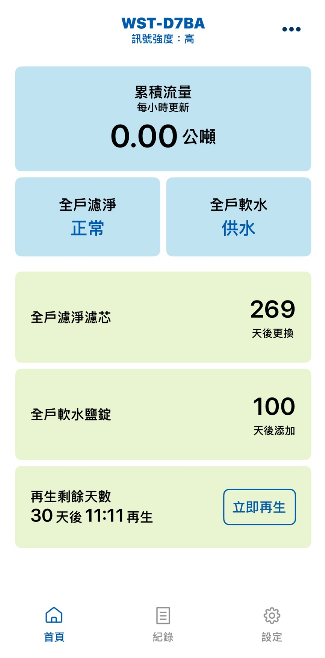 WST-D7BA
訊號強度：高
累積流量
每小時更新
0.00 公噸
全戶濾淨
正常
全戶軟水
供水
全戶濾淨濾芯
269
天後更換
全戶軟水鹽錠
100
天後添加
再生剩餘天數
30 天後 11:11 再生
立即再生
首頁
紀錄
設定